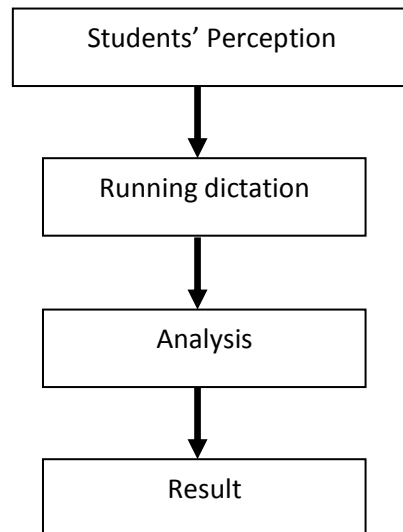 Students’ Perception
Running dictation
Analysis
Result